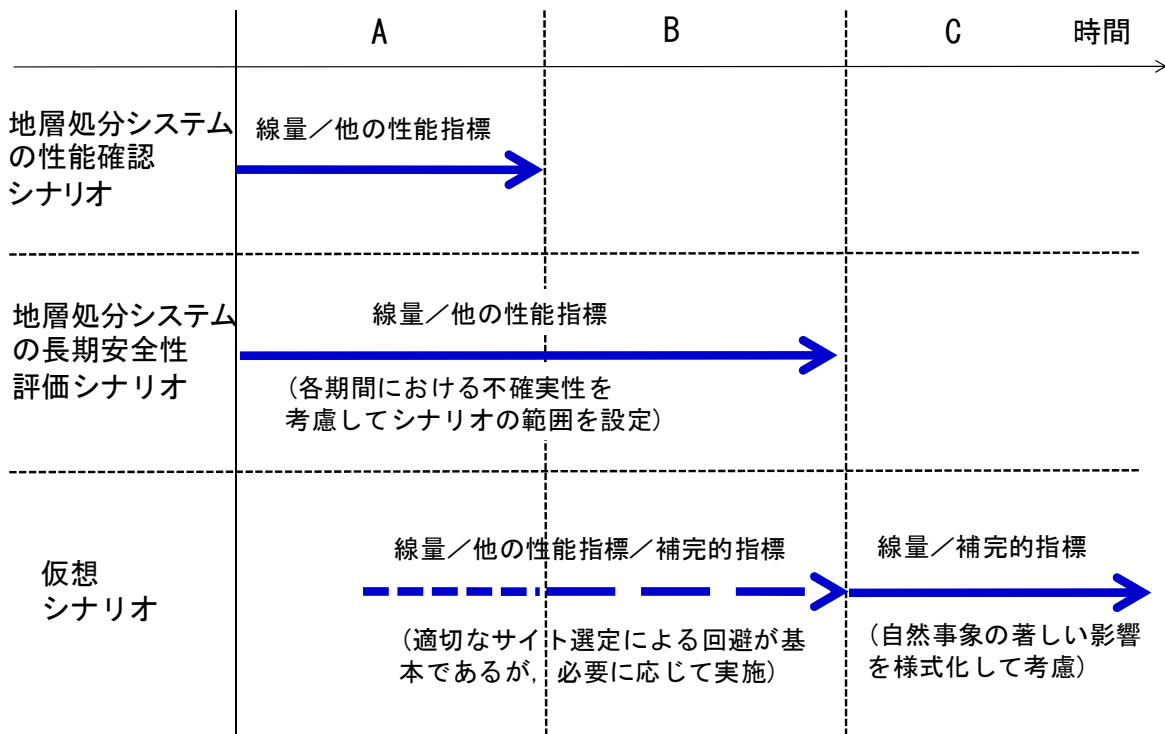 A B C 時間
地層処分システム
の性能確認
シナリオ
線量／他の性能指標
地層処分システム
の長期安全性
評価シナリオ
線量／他の性能指標
（各期間における不確実性を
考慮してシナリオの範囲を設定）
仮想
シナリオ
線量／他の性能指標／補完的指標
（適切なサイト選定による回避が基
本であるが，必要に応じて実施）
線量／補完的指標
（自然事象の著しい影響
を様式化して考慮）